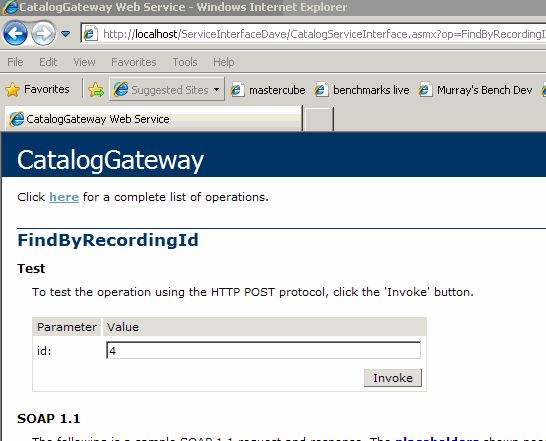 CatalogGateway Web Service - Windows Internet Explorer
http://localhost/ServiceInterfaceDave/CatalogServiceInterface.asmx?op=FindByRecordingI
File Edit View Favorites Tools Help
Favorites Suggested Sites mastercube benchmarks live Murray's Bench Dev
CatalogGateway Web Service
CatalogGateway
Click here for a complete list of operations.
FindByRecordingId
Test
To test the operation using the HTTP POST protocol, click the 'Invoke' button.
Parameter Value
id: 4
Invoke
SOAP 1.1
The following is a sample SOAP 1.1 request and response. The placeholders shown nee